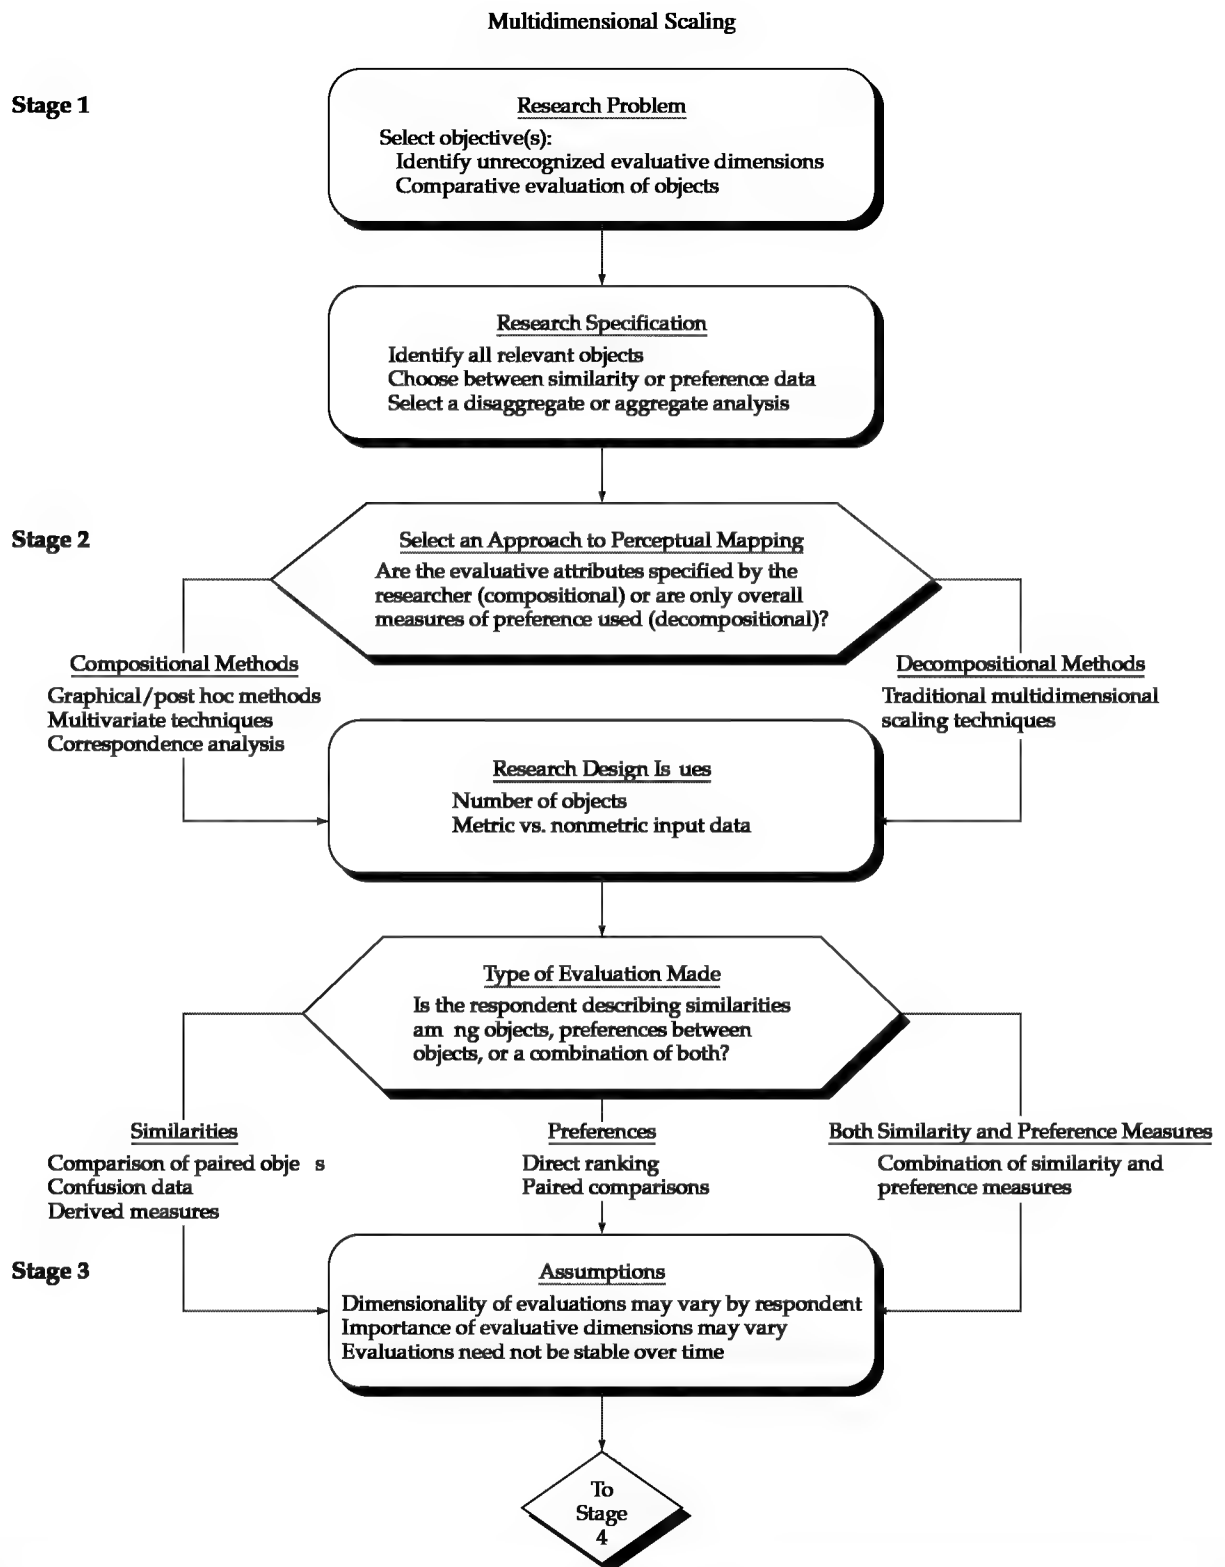 Multidimensional Scaling
Stage 1
Research Problem
Select objective(s):
Identify unrecognized evaluative dimensions
Comparative evaluation of objects
Research Specification
Identify all relevant objects
Choose between similarity or preference data
Select a disaggregate or aggregate analysis
Stage 2
Select an Approach to Perceptual Mapping
Are the evaluative attributes specified by the
researcher (compositional) or are only overall
measures of preference used (decompositional)?
Compositional Methods
Graphical/post hoc methods
Multivariate techniques
Correspondence analysis
Decompositional Methods
Traditional multidimensional
scaling techniques
Research Design Is ues
Number of objects
Metric vs. nonmetric input data
Type of Evaluation Made
Is the respondent describing similarities
am ng objects, preferences between
objects, or a combination of both?
Similarities
Comparison of paired obje s
Confusion data
Derived measures
Preferences
Direct ranking
Paired comparisons
Both Similarity and Preference Measures
Combination of similarity and
preference measures
Stage 3
Assumptions
Dimensionality of evaluations may vary by respondent
Importance of evaluative dimensions may vary
Evaluations need not be stable over time
To
Stage
4